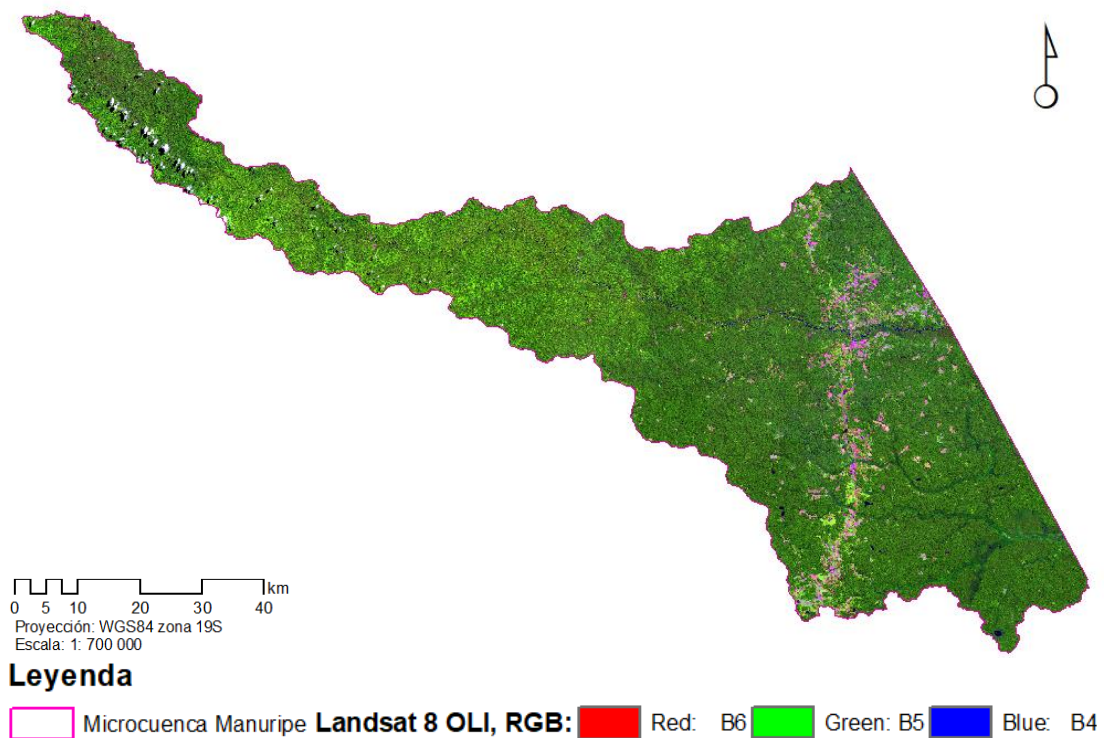 km
0 5 10 20 30 40
Proyección: WGS84 zona 19S
Escala: 1: 700 000
Leyenda
Microcuenca Manuripe Landsat 8 OLI, RGB: Red: B6 Green: B5 Blue: B4